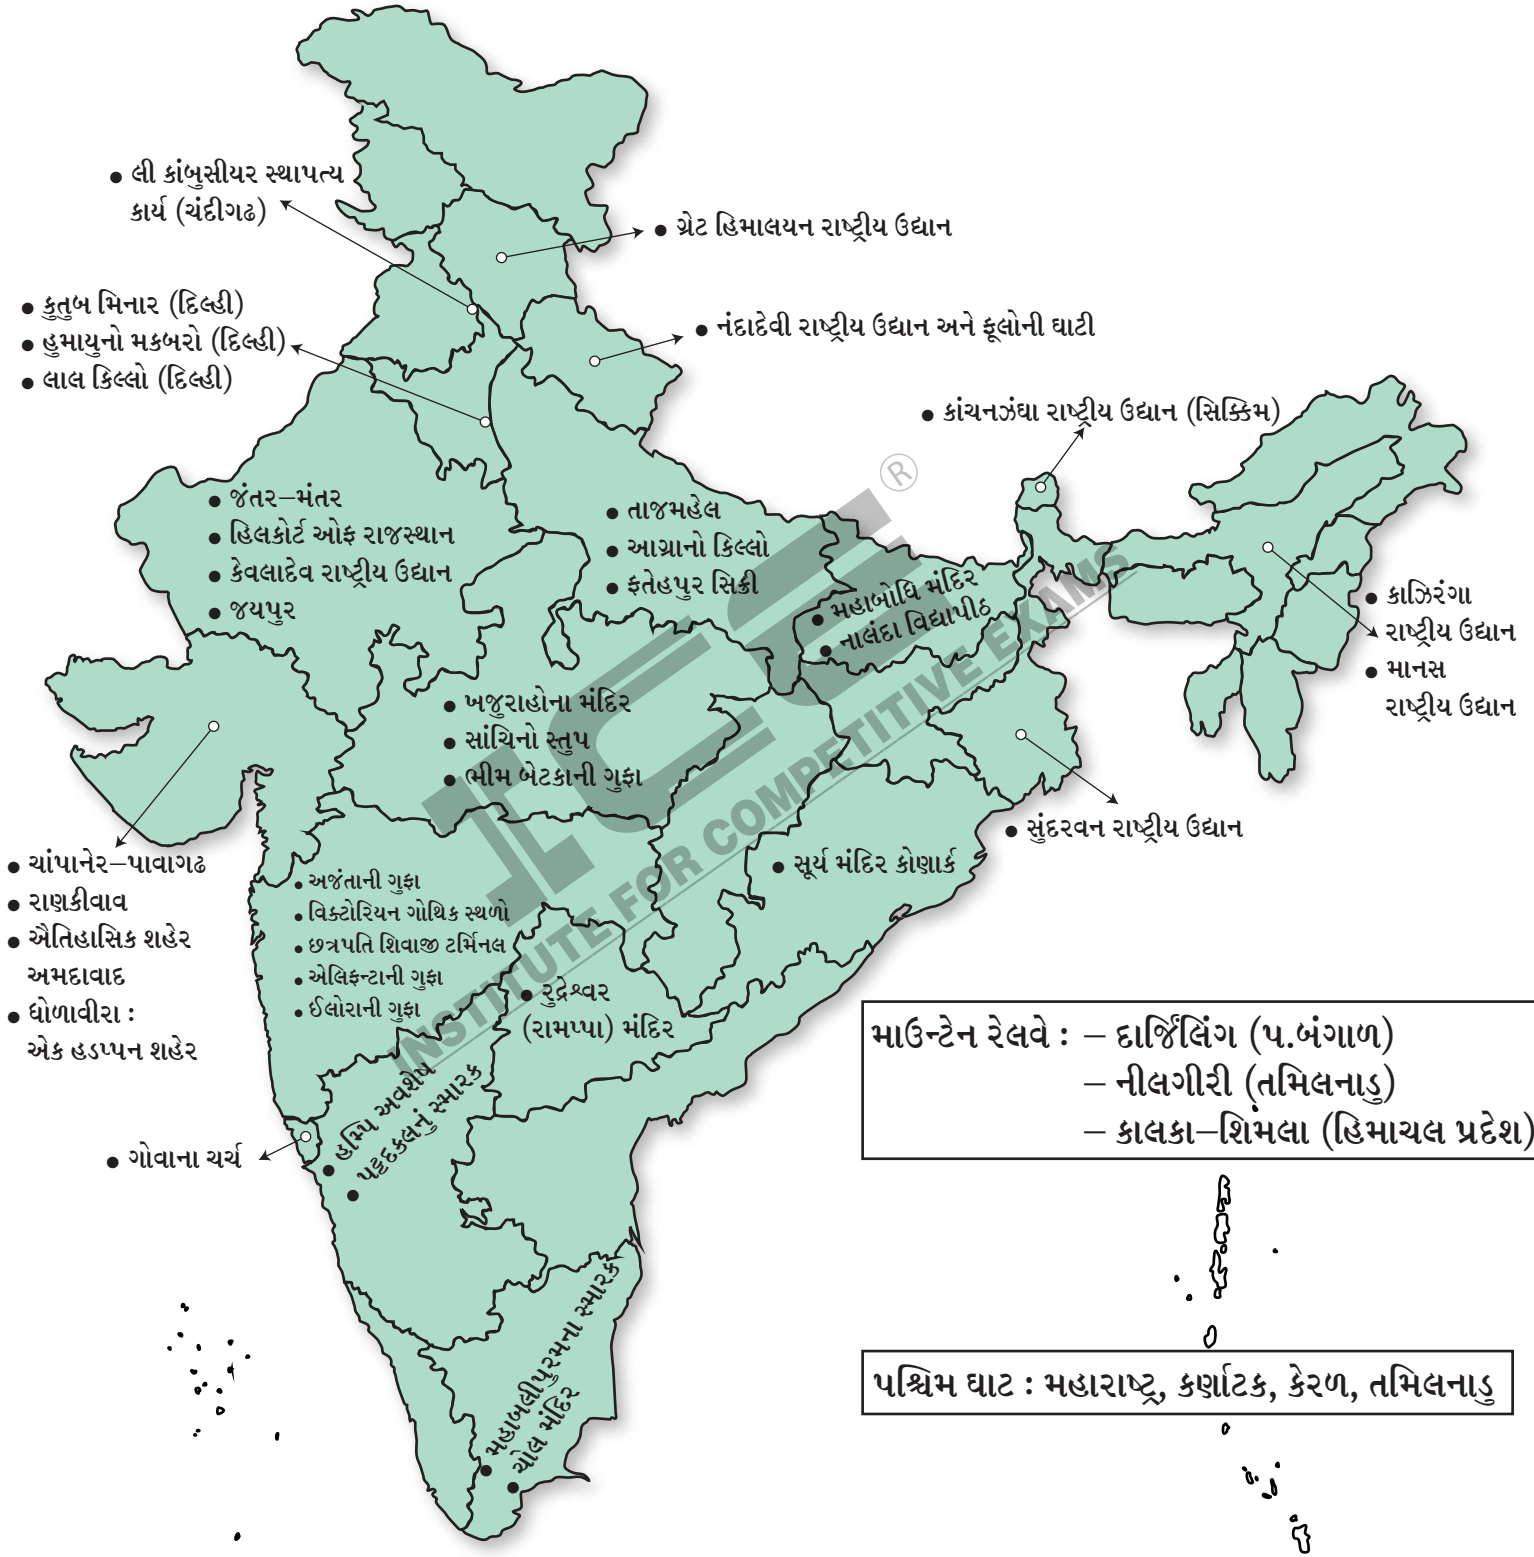 ● લી કાંબુસીયર સ્થાપત્ય
કાર્ય (ચંદીગઢ)
● ગ્રેટ હિમાલયન રાષ્ટ્રીય ઉદ્યાન
● કુતુબ મિનાર (દિલ્હી)
● હુમાયુનો મકબરો (દિલ્હી)
● લાલ કિલ્લો (દિલ્હી)
● નંદાદેવી રાષ્ટ્રીય ઉદ્યાન અને ફૂલોની ઘાટી
● કાંચનઝંઘા રાષ્ટ્રીય ઉદ્યાન (સિક્કિમ)
● જંતર–મંતર
● હિલકોર્ટ ઓફ રાજસ્થાન
● કેવલાદેવ રાષ્ટ્રીય ઉદ્યાન
● જયપુર
● તાજમહેલ
● આગ્રાનો કિલ્લો
● ફતેહપુર સિક્રી
● મહાબોધિ મંદિર
● નાલંદા વિદ્યાપીઠ
● કાઝિરંગા
રાષ્ટ્રીય ઉદ્યાન
● માનસ
રાષ્ટ્રીય ઉદ્યાન
● ખજુરાહોના મંદિર
● સાંચિનો સ્તુપ
● ભીમ બેટકાની ગુફા
● સુંદરવન રાષ્ટ્રીય ઉદ્યાન
● ચાંપાનેર–પાવાગઢ
● રાણકીવાવ
● ઐતિહાસિક શહેર
અમદાવાદ
● ધોળાવીરા :
એક હડપ્પન શહેર
● અજંતાની ગુફા
● વિક્ટોરિયન ગોથિક સ્થળો
● છત્રપતિ શિવાજી ટર્મિનલ
● એલિફન્ટાની ગુફા
● ઈલોરાની ગુફા
● સૂર્ય મંદિર કોણાર્ક
● રુદ્રેશ્વર
(રામપ્પા) મંદિર
● હમ્પિ અવશેષ
● પટ્ટદકલનું સ્મારક
● ગોવાના ચર્ચ
● મહાબલીપુરમના સ્મારક
● ચોલ મંદિર
માઉન્ટેન રેલવે : – દાર્જિલિંગ (પ.બંગાળ)
– નીલગીરી (તમિલનાડુ)
– કાલકા–શિમલા (હિમાચલ પ્રદેશ)
પશ્ચિમ ઘાટ : મહારાષ્ટ્ર, કર્ણાટક, કેરળ, તમિલનાડુ
ICE ®
INSTITUTE FOR COMPETITIVE EXAMS